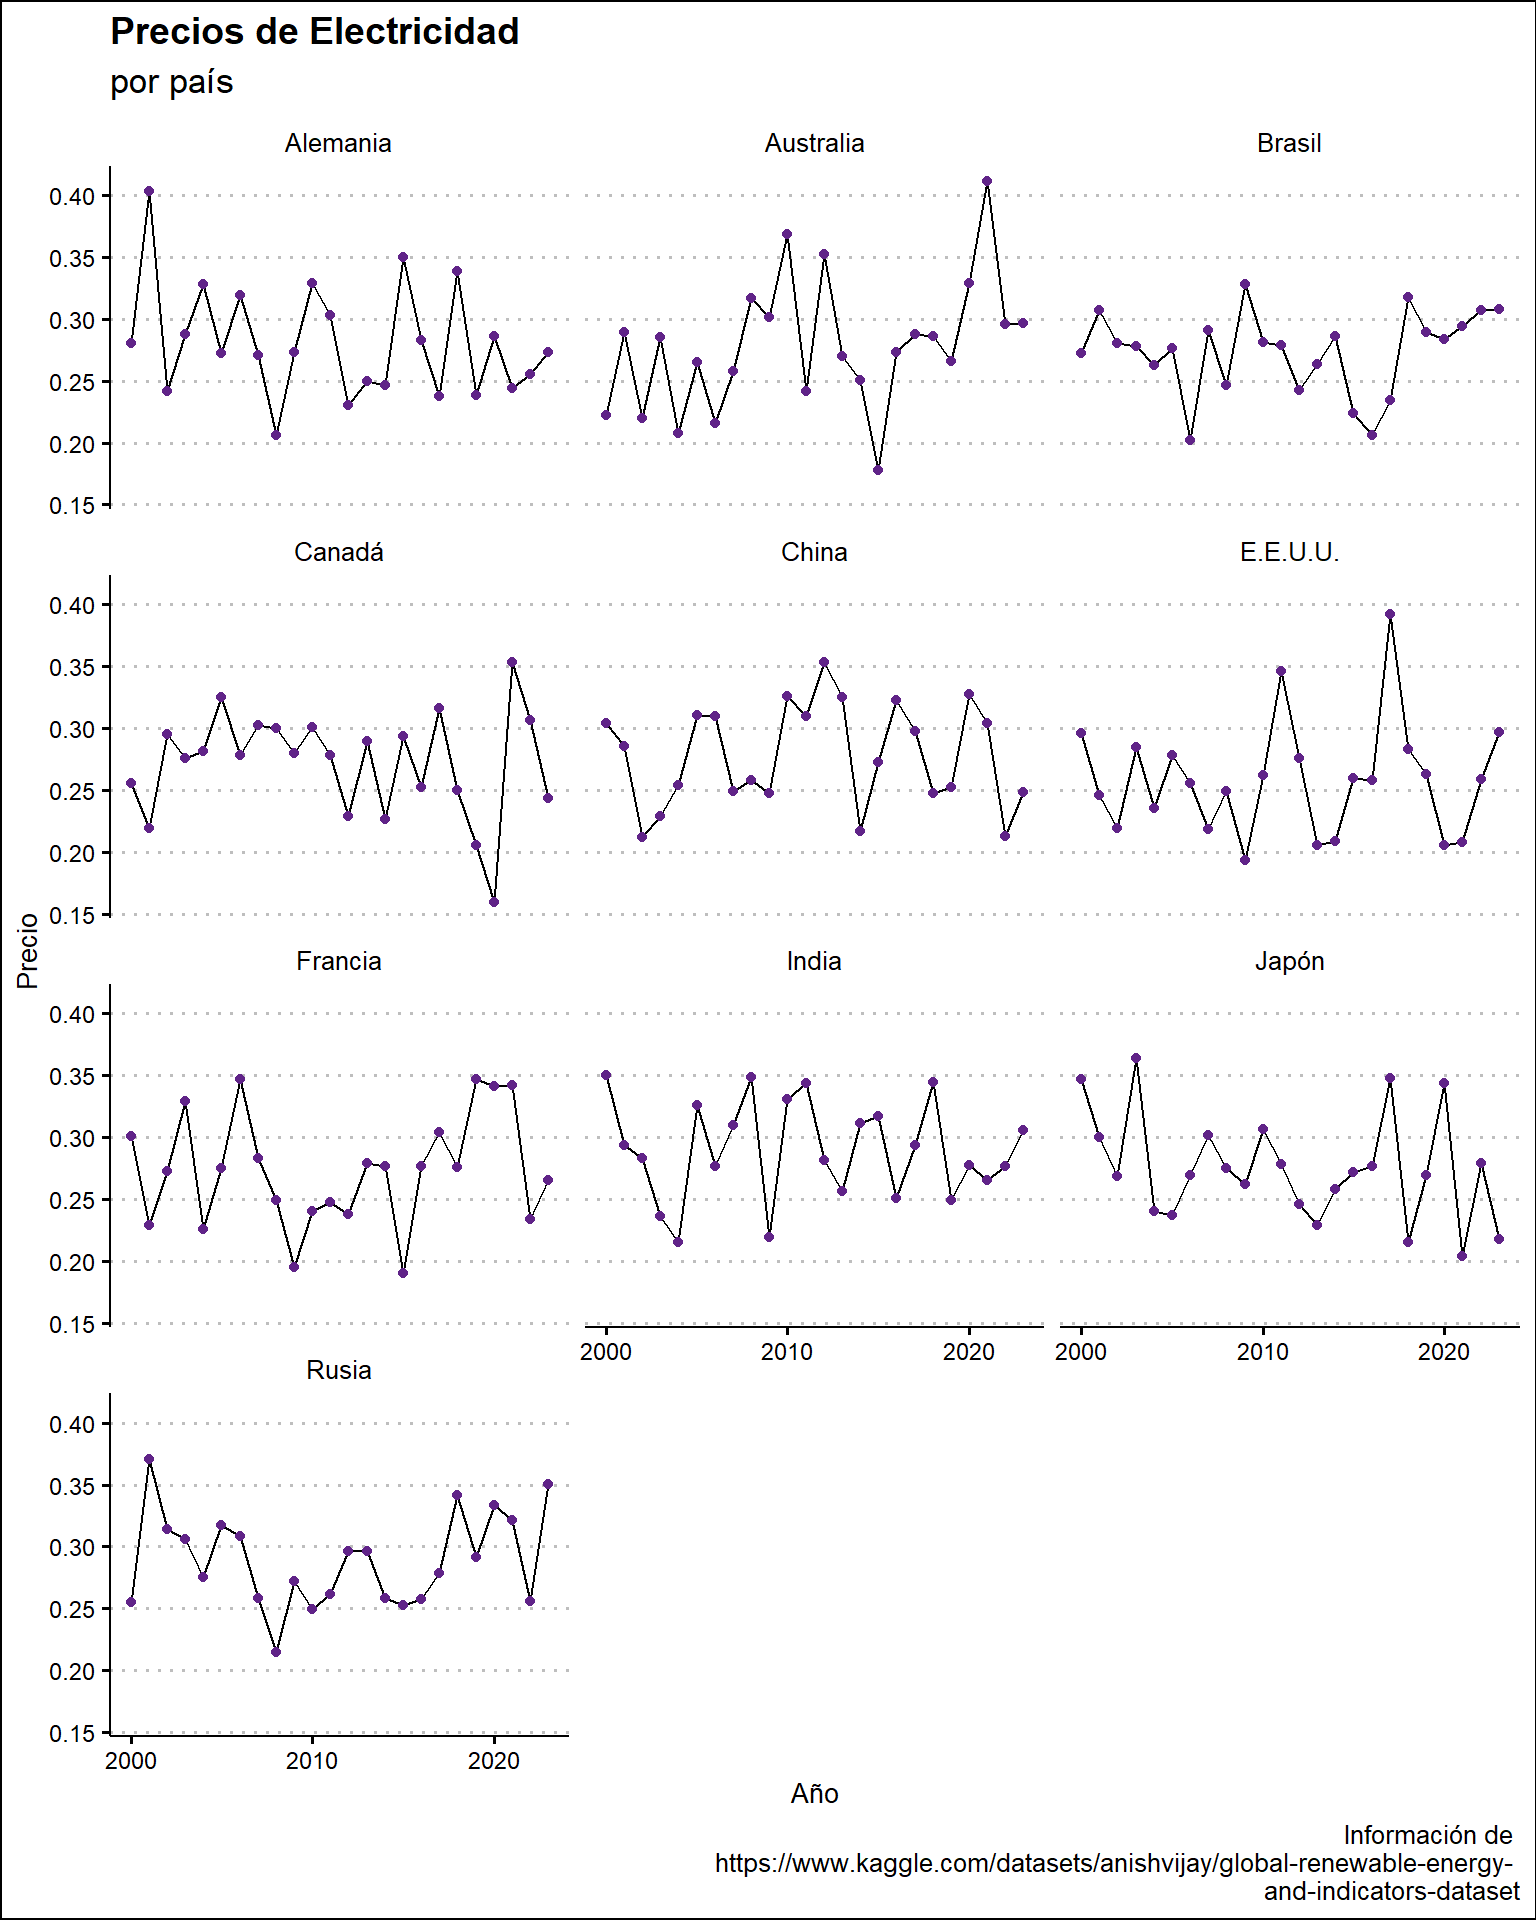 Precios de Electricidad
por país
Alemania Australia Brasil
0.40
0.35
0.30
0.25
0.20
0.15
Canadá China E.E.U.U.
0.40
0.35
0.30
0.25
0.20
0.15
Precio
Francia India Japón
0.40
0.35
0.30
0.25
0.20
0.15
2000 2010 2020 2000 2010 2020
Rusia
0.40
0.35
0.30
0.25
0.20
0.15
2000 2010 2020
Año
Información de
https://www.kaggle.com/datasets/anishvijay/global-renewable-energy-
and-indicators-dataset